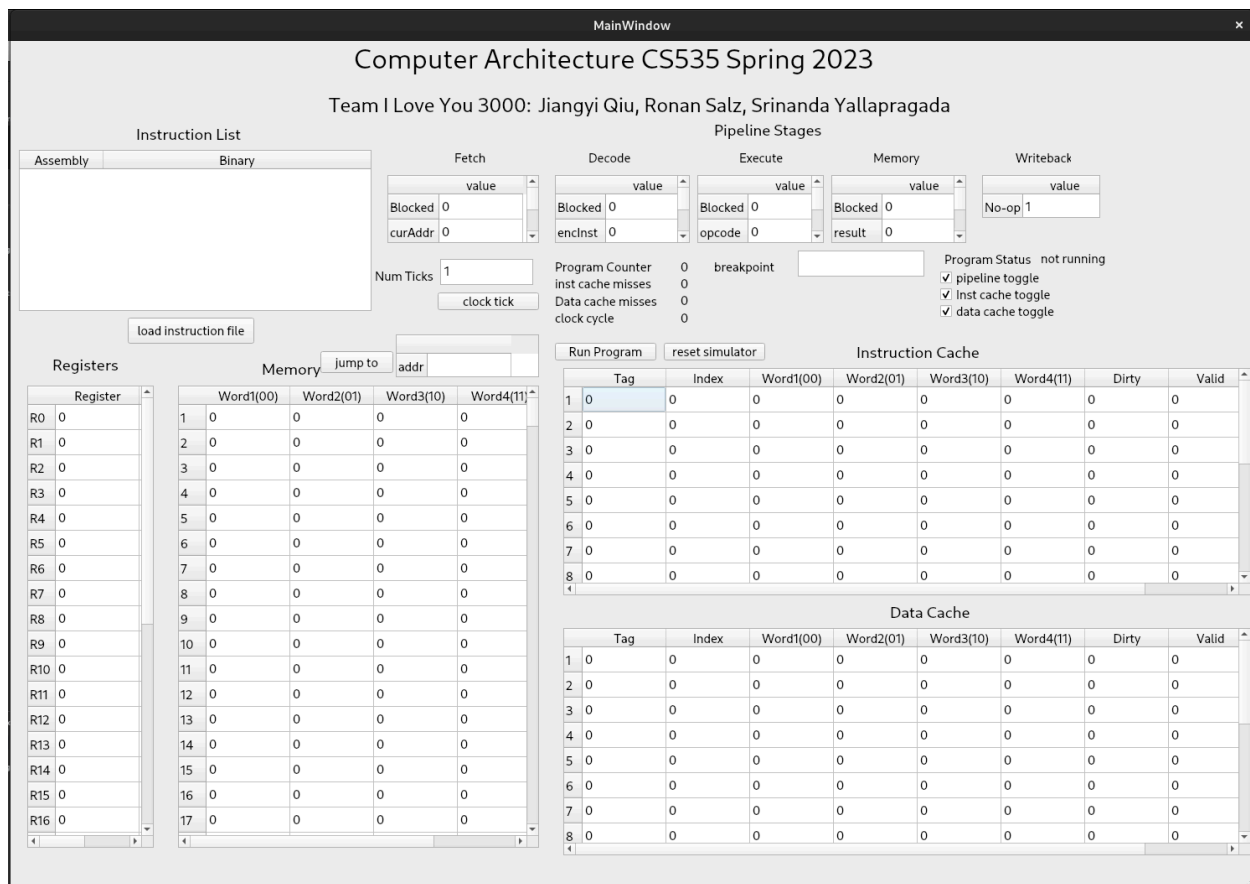 MainWindow ×
Computer Architecture CS535 Spring 2023
Team I Love You 3000: Jiangyi Qiu, Ronan Salz, Srinanda Yallapragada
Instruction List
Assembly Binary
load instruction file
Pipeline Stages
Fetch Decode Execute Memory Writeback
value value value value value
Blocked 0 Blocked 0 Blocked 0 Blocked 0 No-op 1
curAddr 0 encInst 0 opcode 0 result 0
Num Ticks 1
clock tick
Program Counter 0
inst cache misses 0
Data cache misses 0
clock cycle 0
breakpoint
Program Status not running
pipeline toggle
Inst cache toggle
data cache toggle
Run Program reset simulator
Registers
Register
R0 0
R1 0
R2 0
R3 0
R4 0
R5 0
R6 0
R7 0
R8 0
R9 0
R10 0
R11 0
R12 0
R13 0
R14 0
R15 0
R16 0
Memory jump to addr
Word1(00) Word2(01) Word3(10) Word4(11)
1 0 0 0 0
2 0 0 0 0
3 0 0 0 0
4 0 0 0 0
5 0 0 0 0
6 0 0 0 0
7 0 0 0 0
8 0 0 0 0
9 0 0 0 0
10 0 0 0 0
11 0 0 0 0
12 0 0 0 0
13 0 0 0 0
14 0 0 0 0
15 0 0 0 0
16 0 0 0 0
17 0 0 0 0
Instruction Cache
Tag Index Word1(00) Word2(01) Word3(10) Word4(11) Dirty Valid
1 0 0 0 0 0 0 0 0
2 0 0 0 0 0 0 0 0
3 0 0 0 0 0 0 0 0
4 0 0 0 0 0 0 0 0
5 0 0 0 0 0 0 0 0
6 0 0 0 0 0 0 0 0
7 0 0 0 0 0 0 0 0
8 0 0 0 0 0 0 0 0
Data Cache
Tag Index Word1(00) Word2(01) Word3(10) Word4(11) Dirty Valid
1 0 0 0 0 0 0 0 0
2 0 0 0 0 0 0 0 0
3 0 0 0 0 0 0 0 0
4 0 0 0 0 0 0 0 0
5 0 0 0 0 0 0 0 0
6 0 0 0 0 0 0 0 0
7 0 0 0 0 0 0 0 0
8 0 0 0 0 0 0 0 0